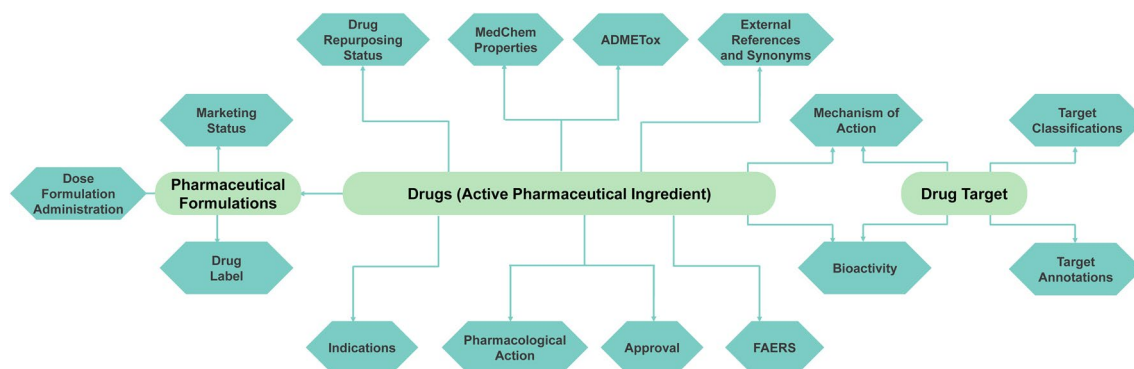 Drug
Repurposing
Status
MedChem
Properties
ADMETox
External
References
and Synonyms
Marketing
Status
Mechanism of
Action
Target
Classifications
Dose
Formulation
Administration
Pharmaceutical
Formulations
Drugs (Active Pharmaceutical Ingredient)
Drug Target
Drug
Label
Bioactivity
Target
Annotations
Indications
Pharmacological
Action
Approval
FAERS